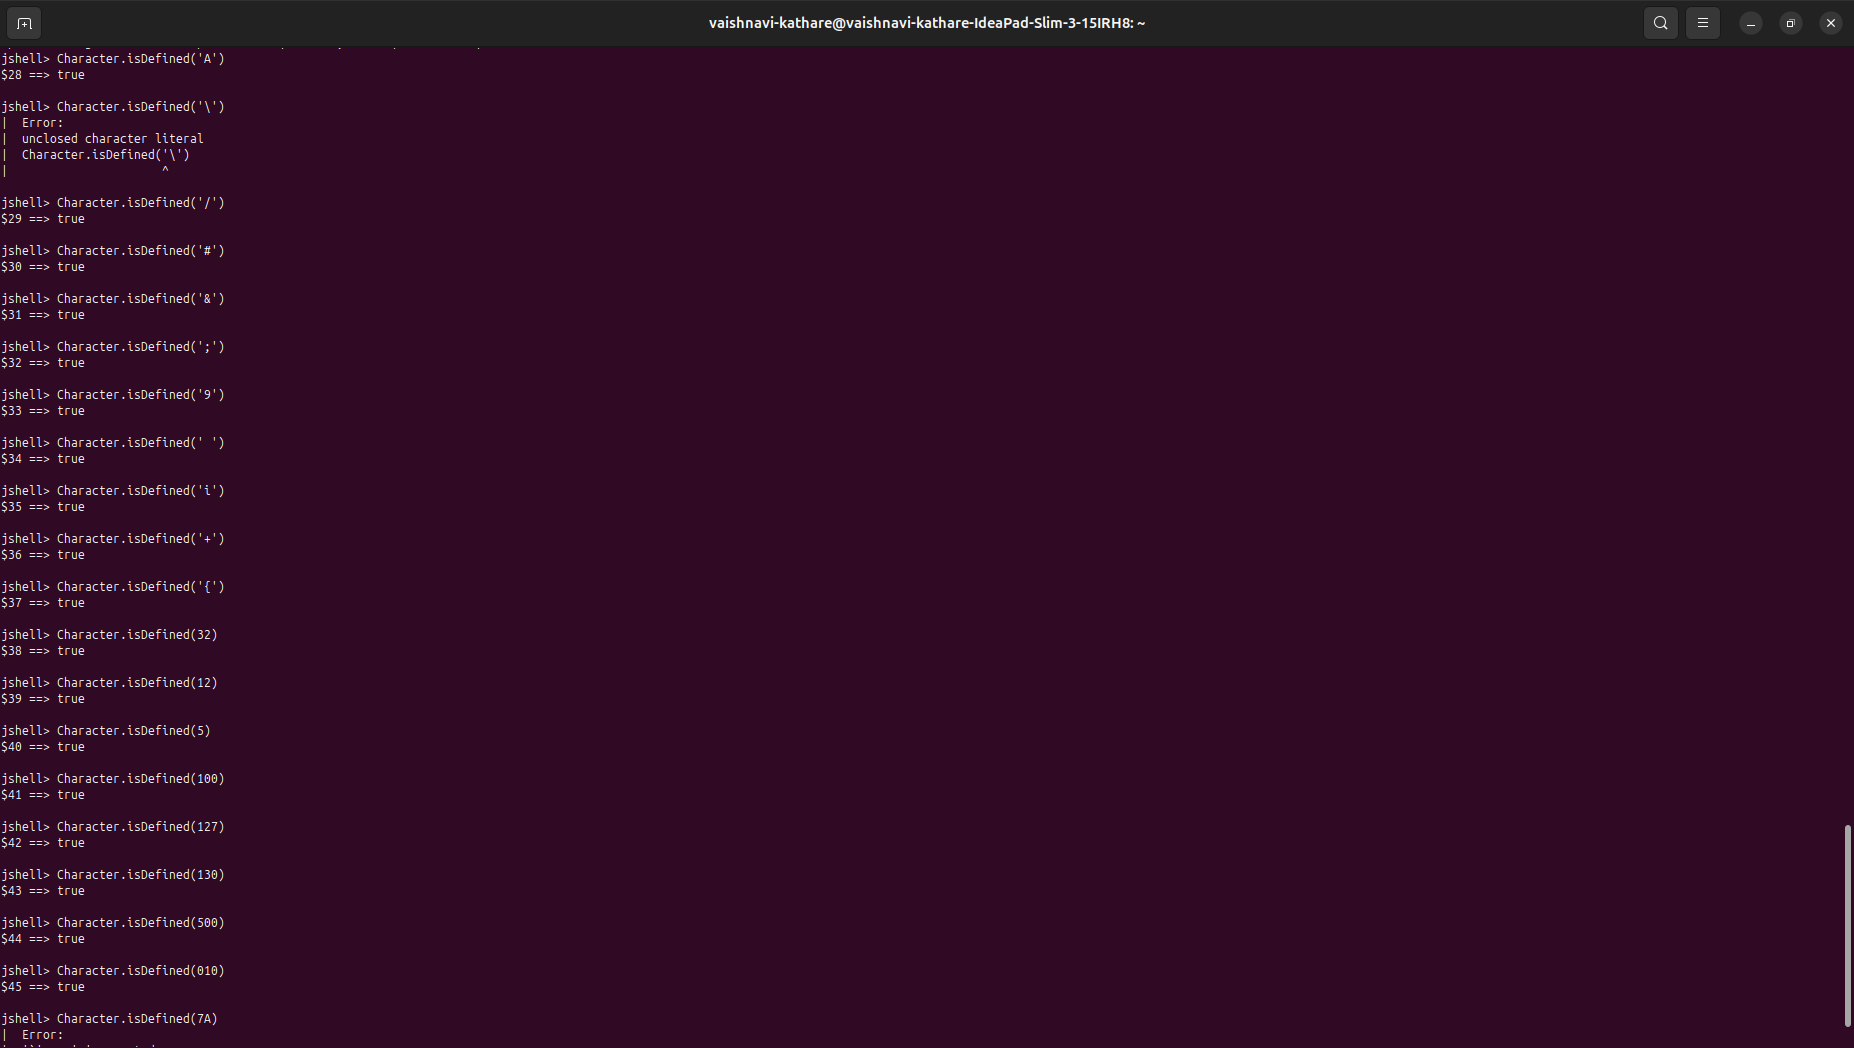 vaishnavi-kathare@vaishnavi-kathare-IdeaPad-Slim-3-15IRH8: ~
jshell> Character.isDefined('A')
$28 ==> true
jshell> Character.isDefined('\')
|  Error:
|  unclosed character literal
|  Character.isDefined('\')
|                      ^
jshell> Character.isDefined('/')
$29 ==> true
jshell> Character.isDefined('#')
$30 ==> true
jshell> Character.isDefined('&')
$31 ==> true
jshell> Character.isDefined(';')
$32 ==> true
jshell> Character.isDefined('9')
$33 ==> true
jshell> Character.isDefined(' ')
$34 ==> true
jshell> Character.isDefined('i')
$35 ==> true
jshell> Character.isDefined('+')
$36 ==> true
jshell> Character.isDefined('{')
$37 ==> true
jshell> Character.isDefined(32)
$38 ==> true
jshell> Character.isDefined(12)
$39 ==> true
jshell> Character.isDefined(5)
$40 ==> true
jshell> Character.isDefined(100)
$41 ==> true
jshell> Character.isDefined(127)
$42 ==> true
jshell> Character.isDefined(130)
$43 ==> true
jshell> Character.isDefined(500)
$44 ==> true
jshell> Character.isDefined(010)
$45 ==> true
jshell> Character.isDefined(7A)
|  Error: